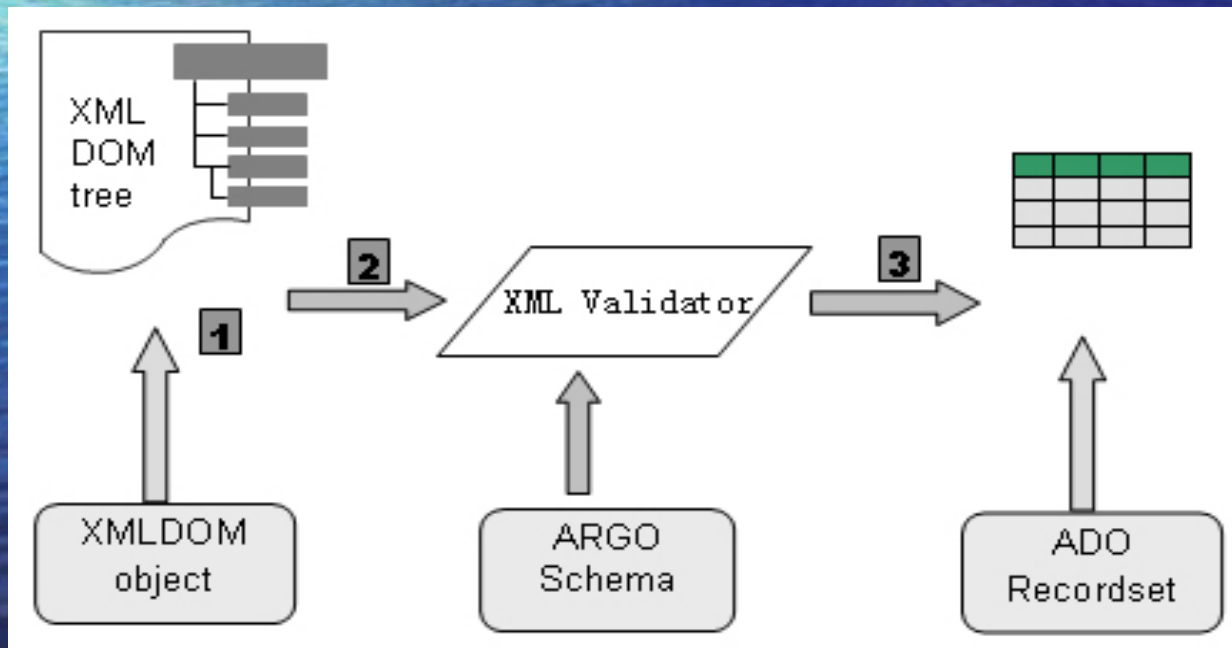 XML
DOM
tree
2
3
XML Validator
1
XMLDOM
object
ARGO
Schema
ADO
Recordset